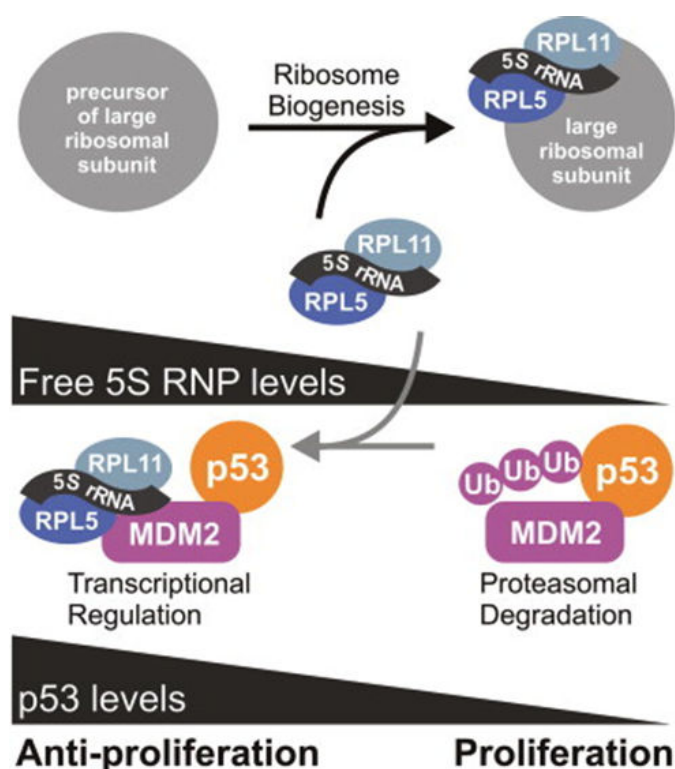 precursor
of large
ribosomal
subunit
Ribosome
Biogenesis
RPL11
5S rRNA
RPL5
large
ribosomal
subunit
RPL11
5S rRNA
RPL5
Free 5S RNP levels
RPL11
5S rRNA
RPL5
p53
MDM2
Transcriptional
Regulation
Ub
Ub
Ub
p53
MDM2
Proteasomal
Degradation
p53 levels
Anti-proliferation
Proliferation